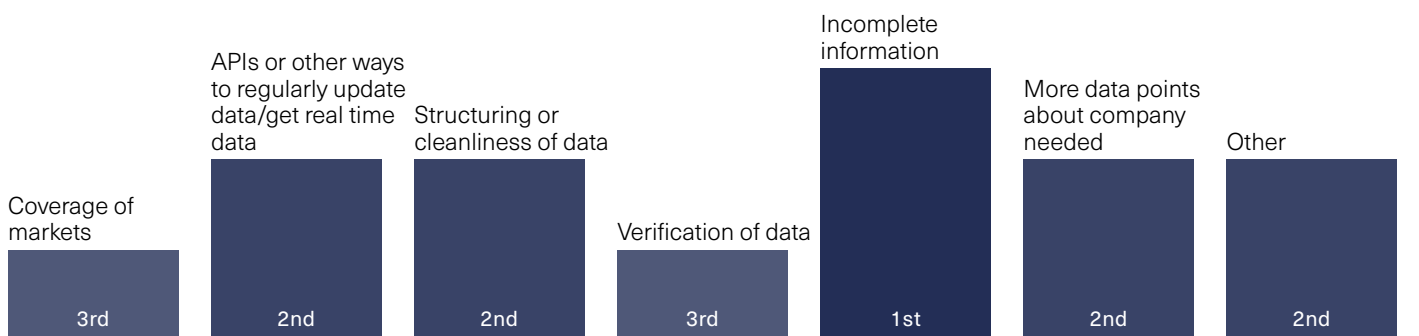 Coverage of
markets
3rd
APIs or other ways
to regularly update
data/get real time
data
2nd
Structuring or
cleanliness of data
2nd
Verification of data
3rd
Incomplete
information
1st
More data points
about company
needed
2nd
Other
2nd